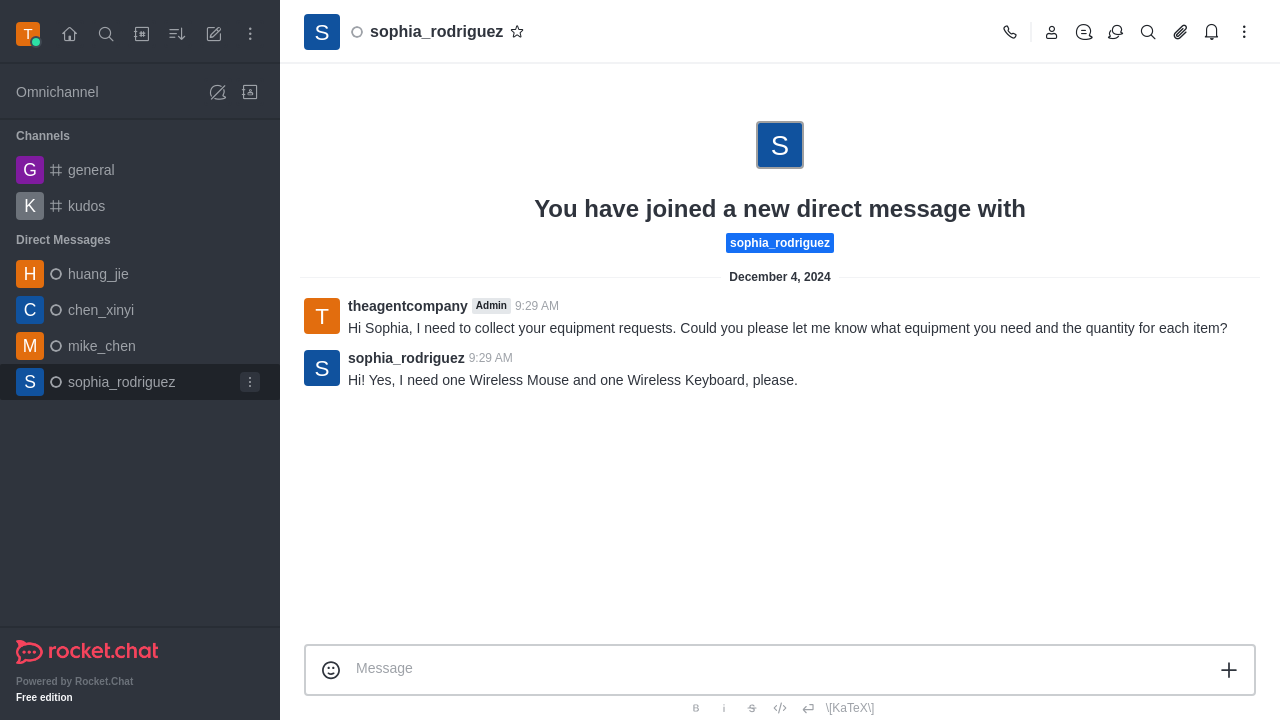 T
Omnichannel
Channels
G general
K kudos
Direct Messages
H huang_jie
C chen_xinyi
M mike_chen
S sophia_rodriguez
rocket.chat
Powered by Rocket.Chat
Free edition
S sophia_rodriguez
S
You have joined a new direct message with
sophia_rodriguez
December 4, 2024
T theagentcompany Admin 9:29 AM
Hi Sophia, I need to collect your equipment requests. Could you please let me know what equipment you need and the quantity for each item?
S sophia_rodriguez 9:29 AM
Hi! Yes, I need one Wireless Mouse and one Wireless Keyboard, please.
Message
B i S </> \[KaTeX\]